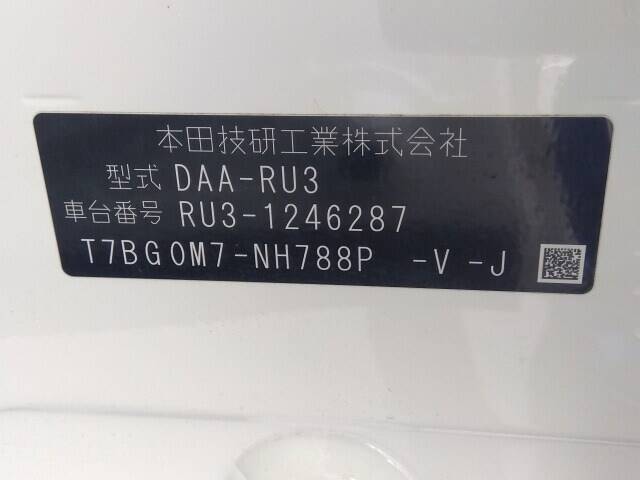 本田技研工業株式会社
型式 DAA-RU3
車台番号 RU3-1246287
T7BG0M7-NH788P -V -J